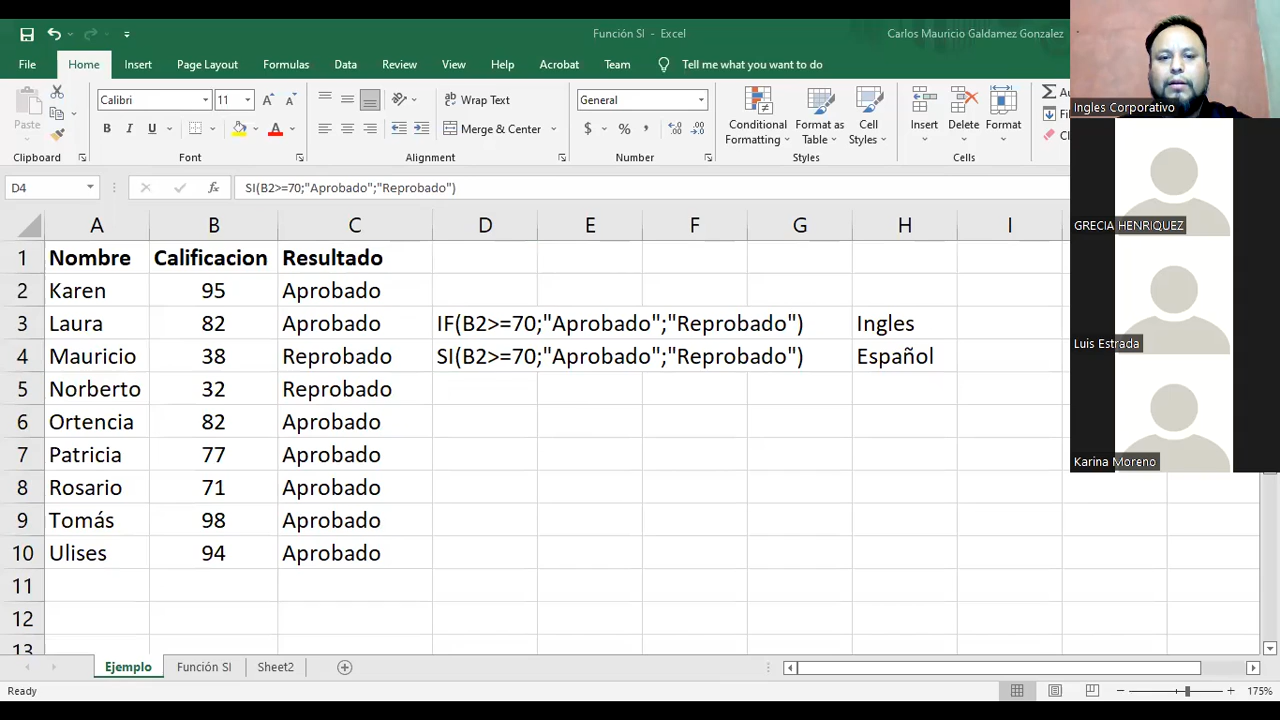 Función SI - Excel
Carlos Mauricio Galdamez Gonzalez
File Home Insert Page Layout Formulas Data Review View Help Acrobat Team Tell me what you want to do
Paste
Calibri 11
B I U
Wrap Text
Merge & Center
General
$ % ,
Conditional Formatting
Format as Table
Cell Styles
Insert Delete Format
Clipboard Font Alignment Number Styles Cells
D4 fx SI(B2>=70;"Aprobado";"Reprobado")
A B C D E F G H I
1 Nombre Calificacion Resultado
2 Karen 95 Aprobado
3 Laura 82 Aprobado IF(B2>=70;"Aprobado";"Reprobado") Ingles
4 Mauricio 38 Reprobado SI(B2>=70;"Aprobado";"Reprobado") Español
5 Norberto 32 Reprobado
6 Ortencia 82 Aprobado
7 Patricia 77 Aprobado
8 Rosario 71 Aprobado
9 Tomás 98 Aprobado
10 Ulises 94 Aprobado
11
12
13
Ejemplo Función SI Sheet2
Ready
175%
Ingles Corporativo
GRECIA HENRIQUEZ
Luis Estrada
Karina Moreno